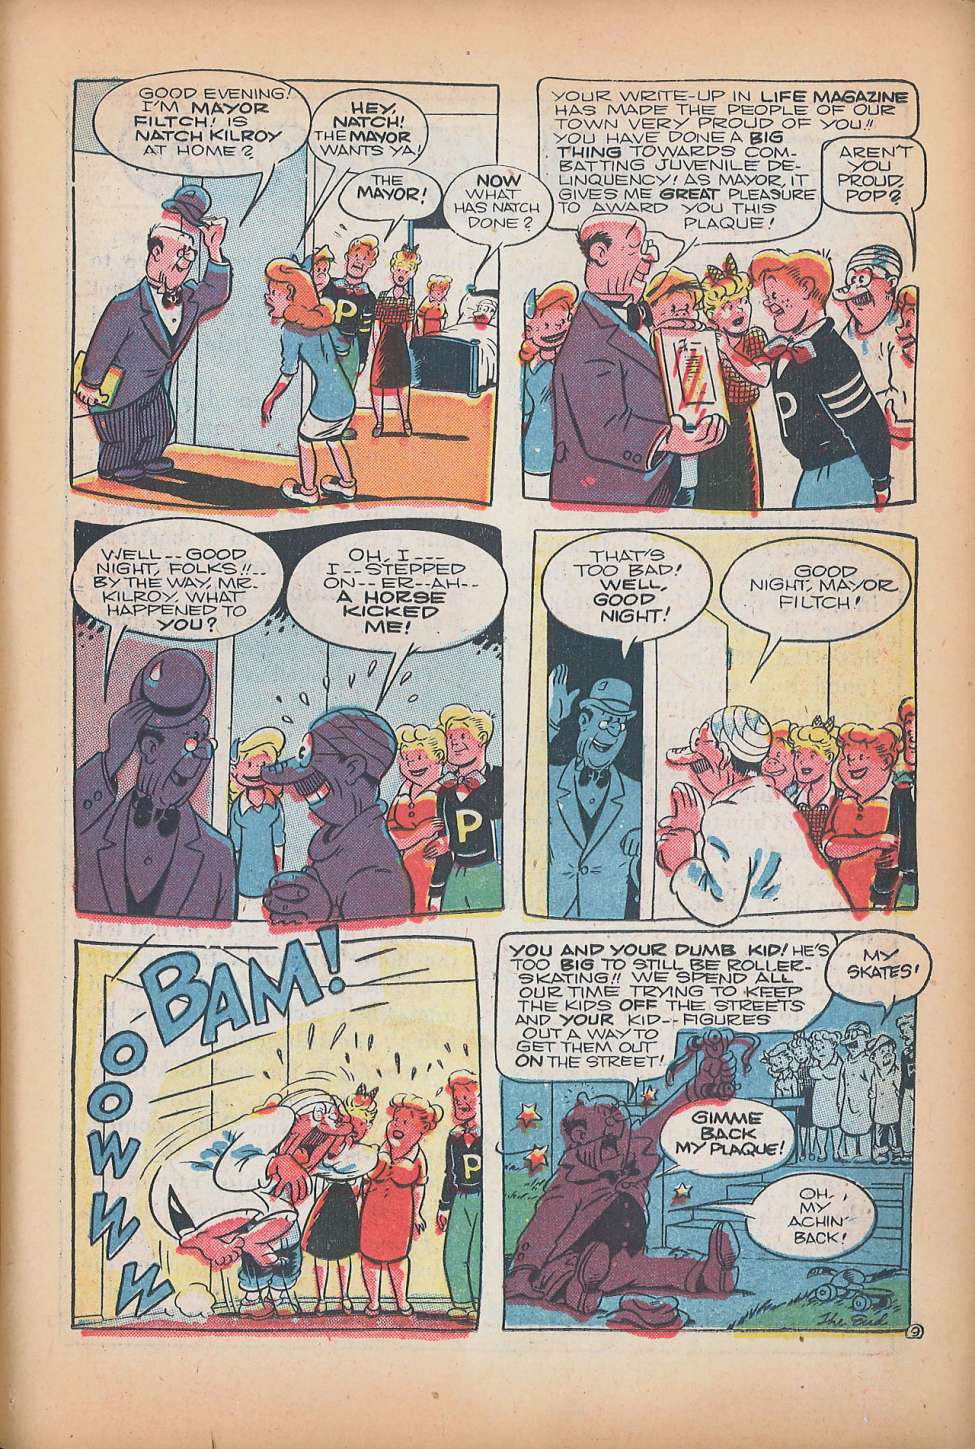 GOOD EVENING!
I'M MAYOR
FILTCH! IS
NATCH KILROY
AT HOME?
HEY,
NATCH!
THE MAYOR
WANTS YA!
THE
MAYOR!
NOW
WHAT
HAS NATCH
DONE?
P
YOUR WRITE-UP IN LIFE MAGAZINE
HAS MADE THE PEOPLE OF OUR
TOWN VERY PROUD OF YOU!!
YOU HAVE DONE A BIG
THING TOWARDS COM-
BATTING JUVENILE DE-
LINQUENCY! AS MAYOR, IT
GIVES ME GREAT PLEASURE
TO AWARD YOU THIS
PLAQUE!
AREN'T
YOU
PROUD,
POP?
P
WELL--GOOD
NIGHT, FOLKS!!--
BY THE WAY, MR.
KILROY, WHAT
HAPPENED TO
YOU?
OH, I---
I--STEPPED
ON--ER--AH--
A HORSE
KICKED
ME!
P
THAT'S
TOO BAD!
WELL,
GOOD
NIGHT!
GOOD
NIGHT, MAYOR
FILTCH!
BAM!
OOWWW
P
YOU AND YOUR DUMB KID! HE'S
TOO BIG TO STILL BE ROLLER-
SKATING!! WE SPEND ALL
OUR TIME TRYING TO KEEP
THE KIDS OFF THE STREETS
AND YOUR KID--FIGURES
OUT A WAY TO
GET THEM OUT
ON THE STREET!
MY
SKATES!
GIMME
BACK
MY PLAQUE!
OH,
MY
ACHIN'
BACK!
The End
9